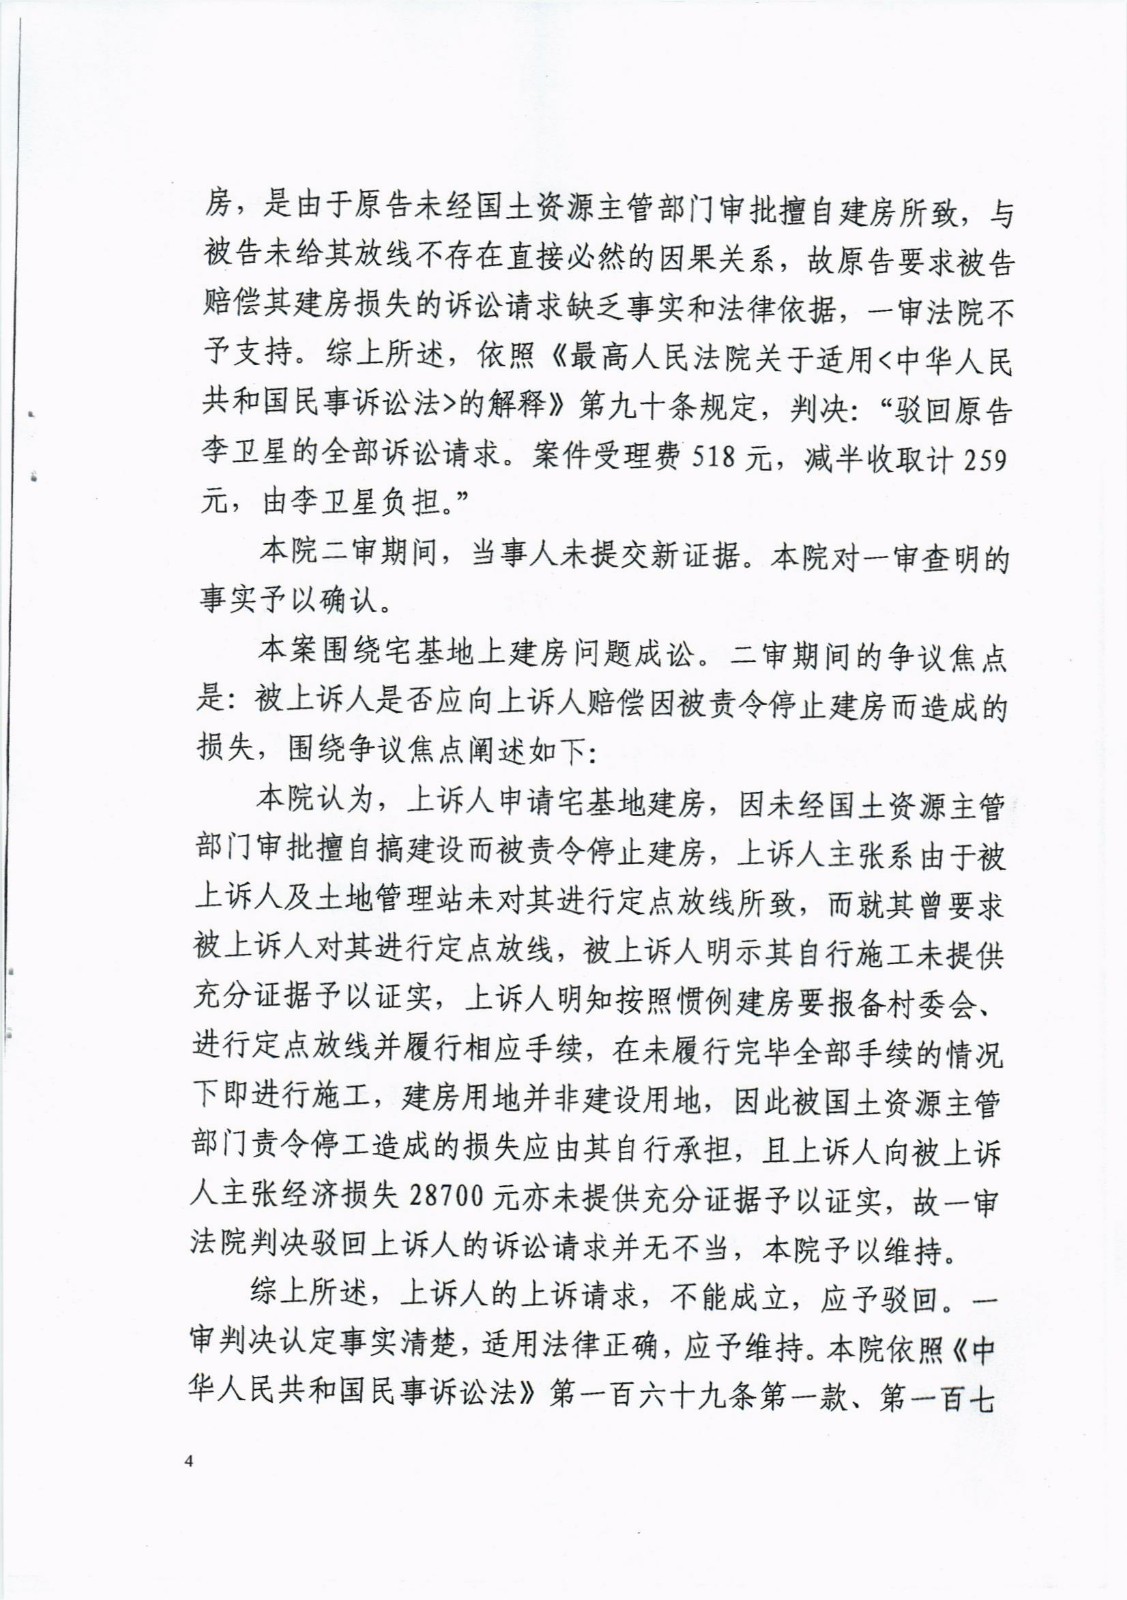 房，是由于原告未经国土资源主管部门审批擅自建房所致，与
被告未给其放线不存在直接必然的因果关系，故原告要求被告
赔偿其建房损失的诉讼请求缺乏事实和法律依据，一审法院不
予支持。综上所述，依照《最高人民法院关于适用<中华人民
共和国民事诉讼法>的解释》第九十条规定，判决：“驳回原告
李卫星的全部诉讼请求。案件受理费 518 元，减半收取计 259
元，由李卫星负担。”
本院二审期间，当事人未提交新证据。本院对一审查明的
事实予以确认。
本案围绕宅基地上建房问题成讼。二审期间的争议焦点
是：被上诉人是否应向上诉人赔偿因被责令停止建房而造成的
损失，围绕争议焦点阐述如下：
本院认为，上诉人申请宅基地建房，因未经国土资源主管
部门审批擅自搞建设而被责令停止建房，上诉人主张系由于被
上诉人及土地管理站未对其进行定点放线所致，而就其曾要求
被上诉人对其进行定点放线，被上诉人明示其自行施工未提供
充分证据予以证实，上诉人明知按照惯例建房要报备村委会、
进行定点放线并履行相应手续，在未履行完毕全部手续的情况
下即进行施工，建房用地并非建设用地，因此被国土资源主管
部门责令停工造成的损失应由其自行承担，且上诉人向被上诉
人主张经济损失 28700 元亦未提供充分证据予以证实，故一审
法院判决驳回上诉人的诉讼请求并无不当，本院予以维持。
综上所述，上诉人的上诉请求，不能成立，应予驳回。一
审判决认定事实清楚，适用法律正确，应予维持。本院依照《中
华人民共和国民事诉讼法》第一百六十九条第一款、第一百七
4